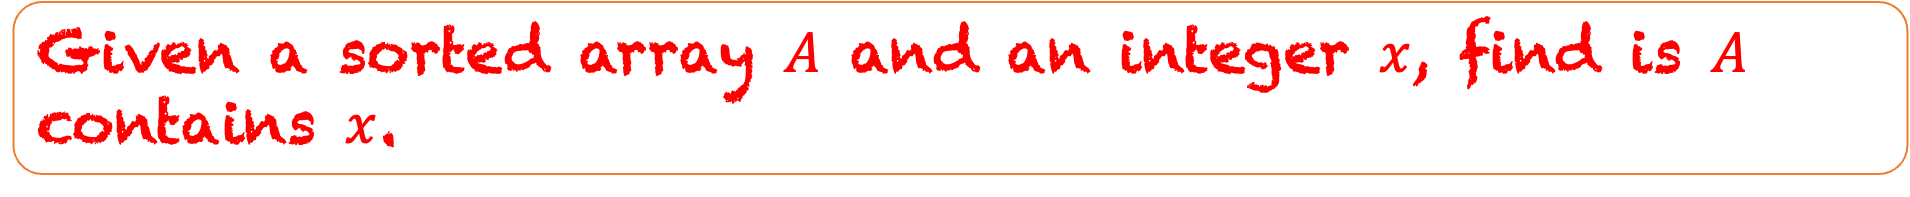 Given a sorted array A and an integer x, find is A
contains x.